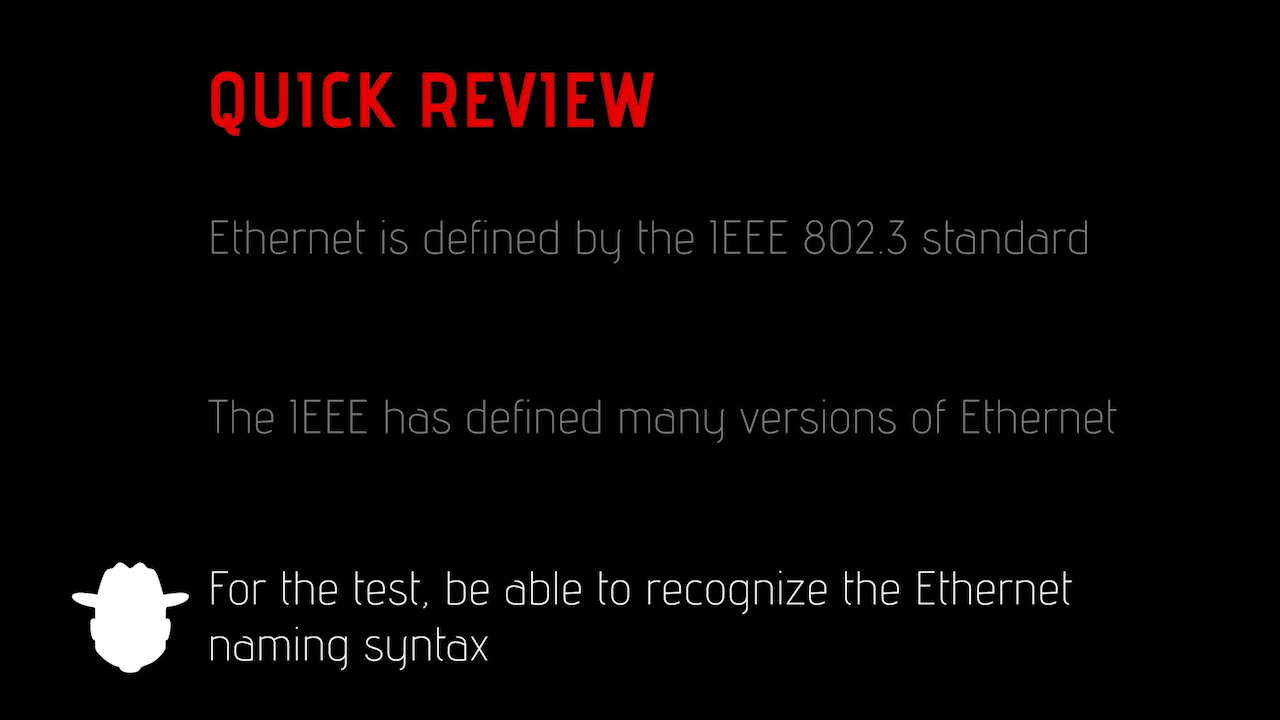 QUICK REVIEW
Ethernet is defined by the IEEE 802.3 standard
The IEEE has defined many versions of Ethernet
For the test, be able to recognize the Ethernet
naming syntax